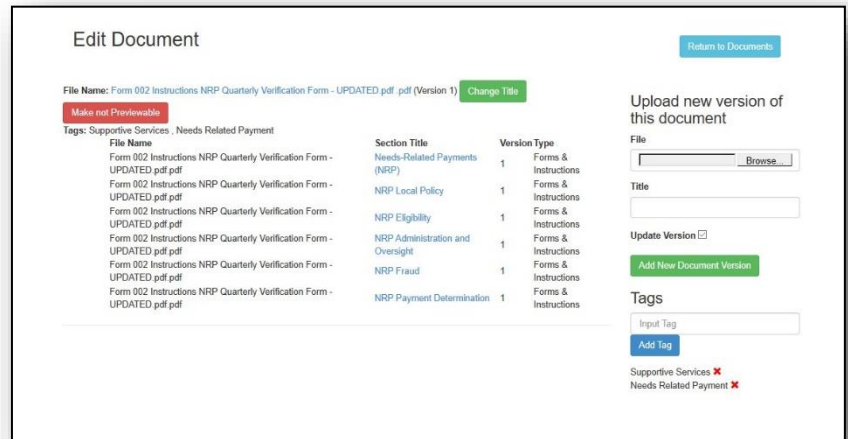 Edit Document
Return to Documents
File Name: Form 002 Instructions NRP Quarterly Verification Form - UPDATED.pdf .pdf (Version 1) Change Title
Make not Previewable
Tags: Supportive Services , Needs Related Payment
File Name Section Title Version Type
Form 002 Instructions NRP Quarterly Verification Form - Needs-Related Payments Forms &
UPDATED.pdf.pdf (NRP) 1 Instructions
Form 002 Instructions NRP Quarterly Verification Form - Forms &
UPDATED.pdf.pdf NRP Local Policy 1 Instructions
Form 002 Instructions NRP Quarterly Verification Form - Forms &
UPDATED.pdf.pdf NRP Eligibility 1 Instructions
Form 002 Instructions NRP Quarterly Verification Form - NRP Administration and Forms &
UPDATED.pdf.pdf Oversight 1 Instructions
Form 002 Instructions NRP Quarterly Verification Form - Forms &
UPDATED.pdf.pdf NRP Fraud 1 Instructions
Form 002 Instructions NRP Quarterly Verification Form - Forms &
UPDATED.pdf.pdf NRP Payment Determination 1 Instructions
Upload new version of
this document
File
Browse...
Title
Update Version
Add New Document Version
Tags
Input Tag
Add Tag
Supportive Services
Needs Related Payment